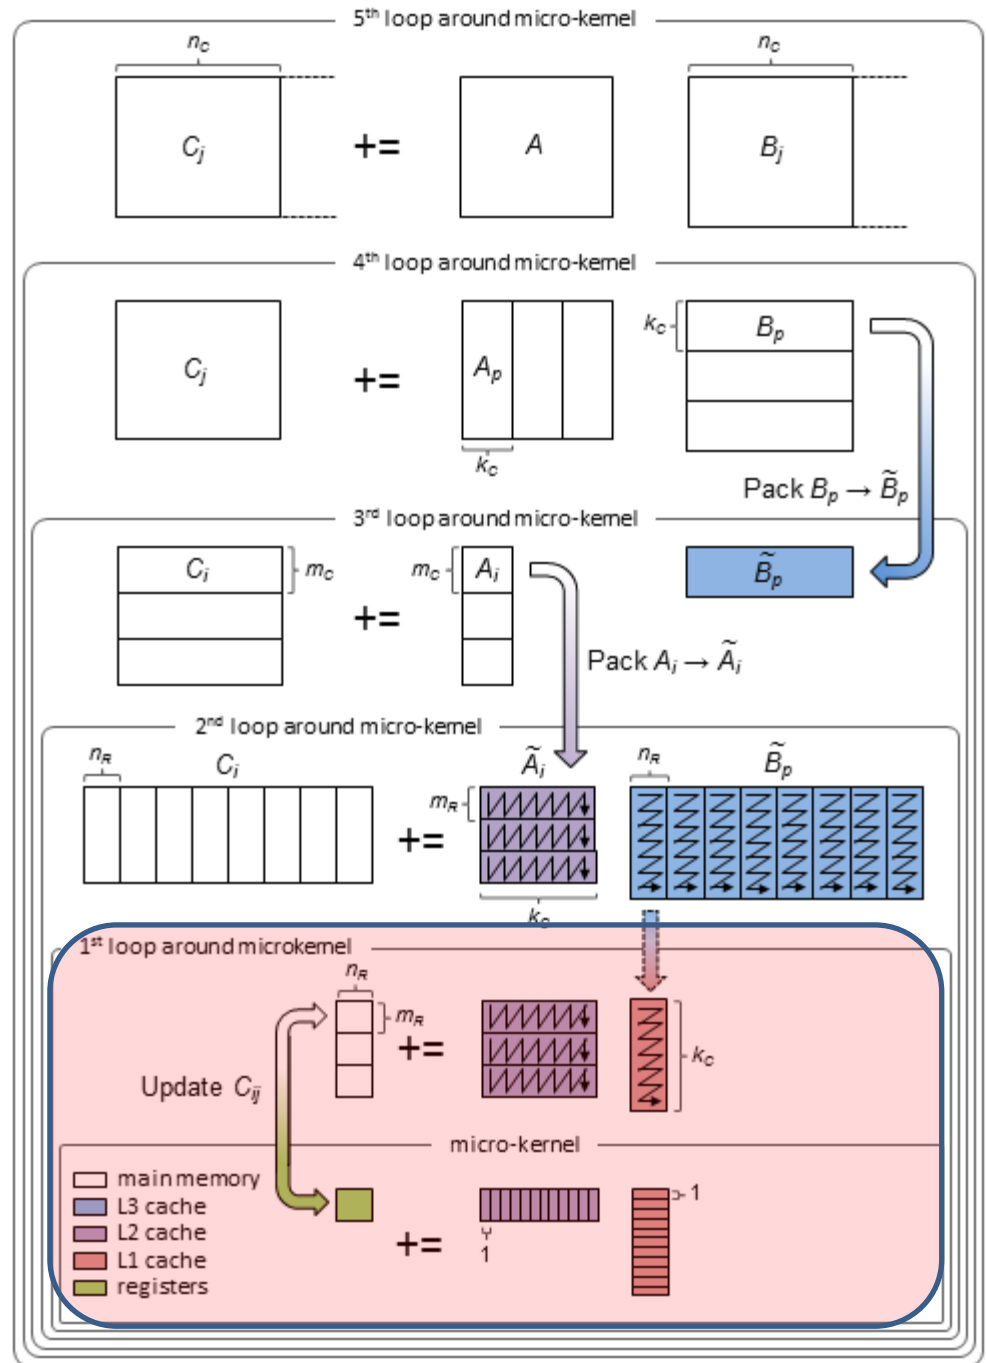 5th loop around micro-kernel
nC nC
Cj += A Bj
4th loop around micro-kernel
kC
Cj += Ap Bp
kC
Pack Bp → B̃p
3rd loop around micro-kernel
Ci mC mC Ai B̃p
+=
Pack Ai → Ãi
2nd loop around micro-kernel
nR Ci Ãi nR B̃p
mR
+=
kC
1st loop around microkernel
nR
mR
+= kC
Update Cij
micro-kernel
main memory
L3 cache 1
L2 cache +=
1
L1 cache
registers